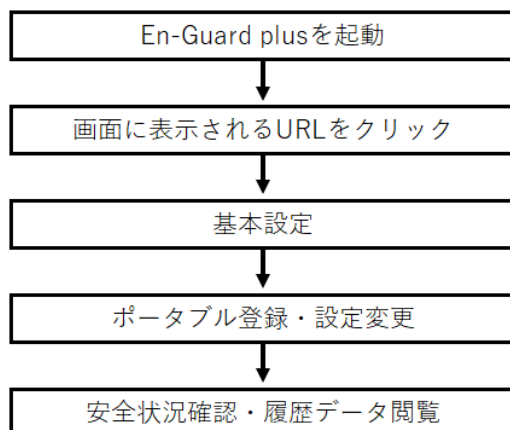 En-Guard plusを起動
画面に表示されるURLをクリック
基本設定
ポータブル登録・設定変更
安全状況確認・履歴データ閲覧